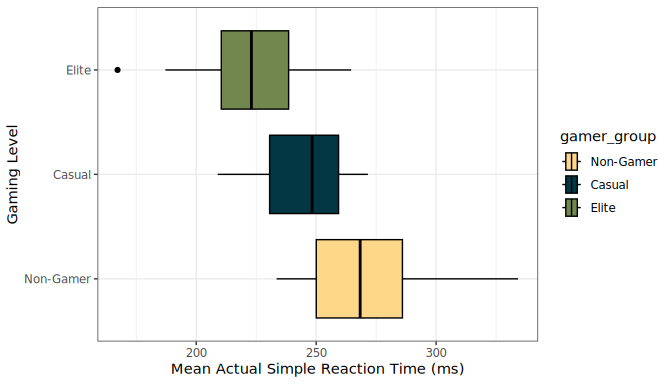 Elite
Casual
Non-Gamer
Gaming Level
200 250 300
Mean Actual Simple Reaction Time (ms)
gamer_group
Non-Gamer
Casual
Elite